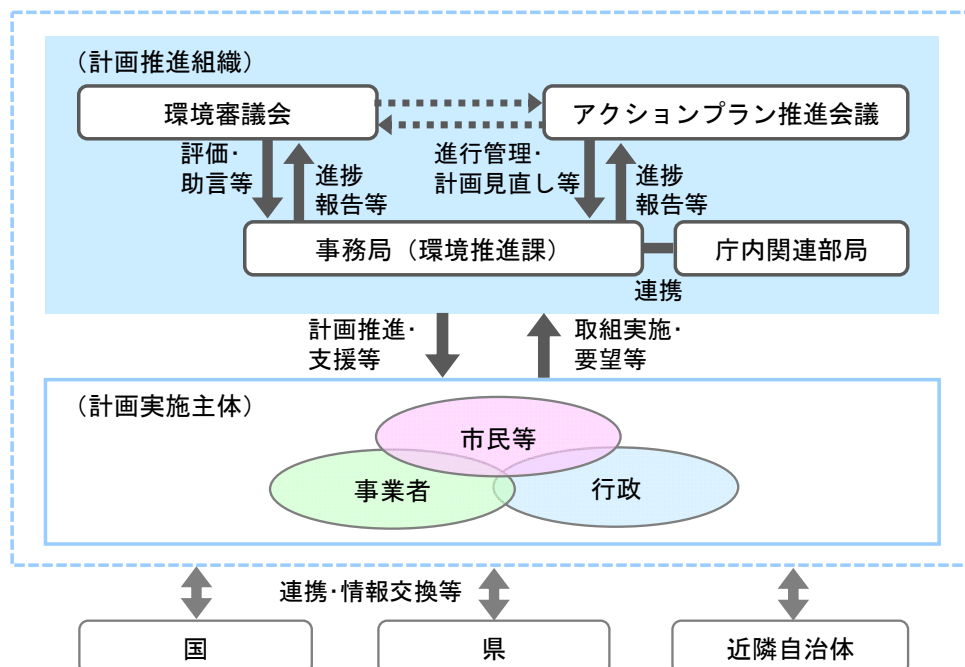 （計画推進組織）
環境審議会
アクションプラン推進会議
評価･
助言等
進捗
報告等
進行管理･
計画見直し等
進捗
報告等
事務局（環境推進課）
庁内関連部局
連携
計画推進･
支援等
取組実施･
要望等
（計画実施主体）
市民等
事業者
行政
連携･情報交換等
国
県
近隣自治体